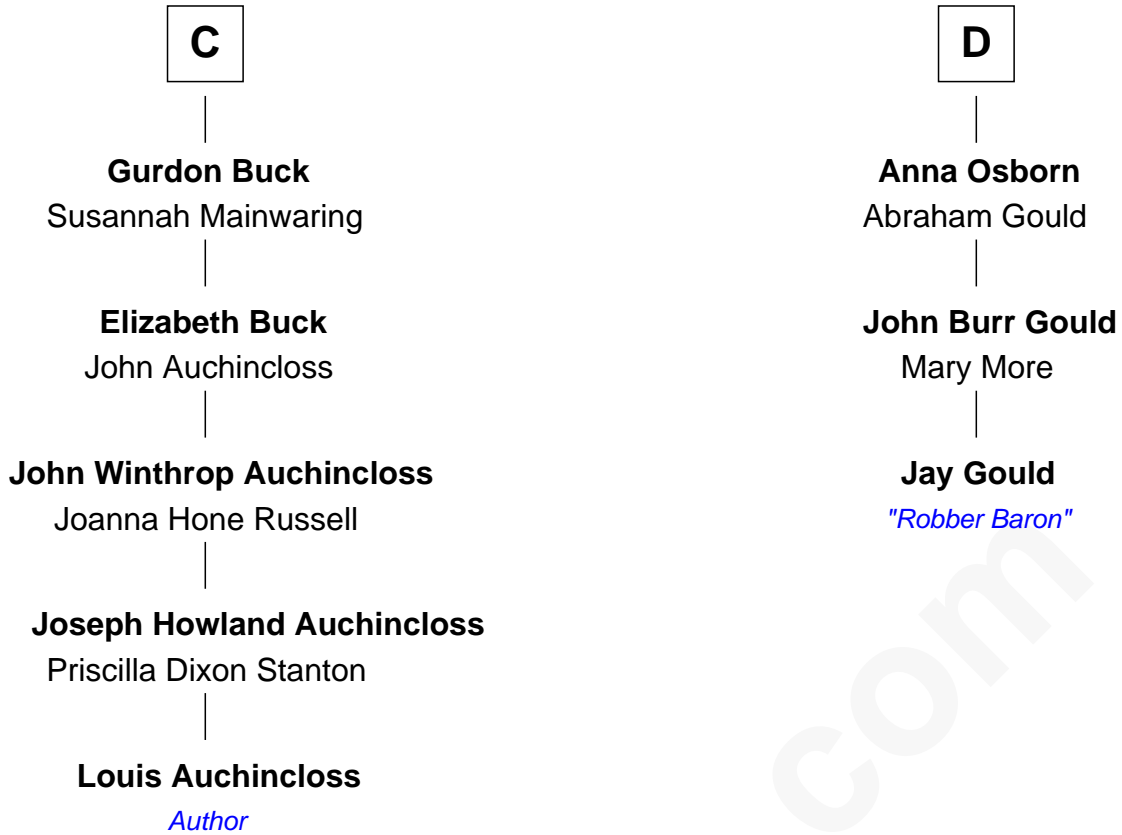 C
Gurdon Buck
Susannah Mainwaring
Elizabeth Buck
John Auchincloss
John Winthrop Auchincloss
Joanna Hone Russell
Joseph Howland Auchincloss
Priscilla Dixon Stanton
Louis Auchincloss
Author
D
Anna Osborn
Abraham Gould
John Burr Gould
Mary More
Jay Gould
"Robber Baron"
com